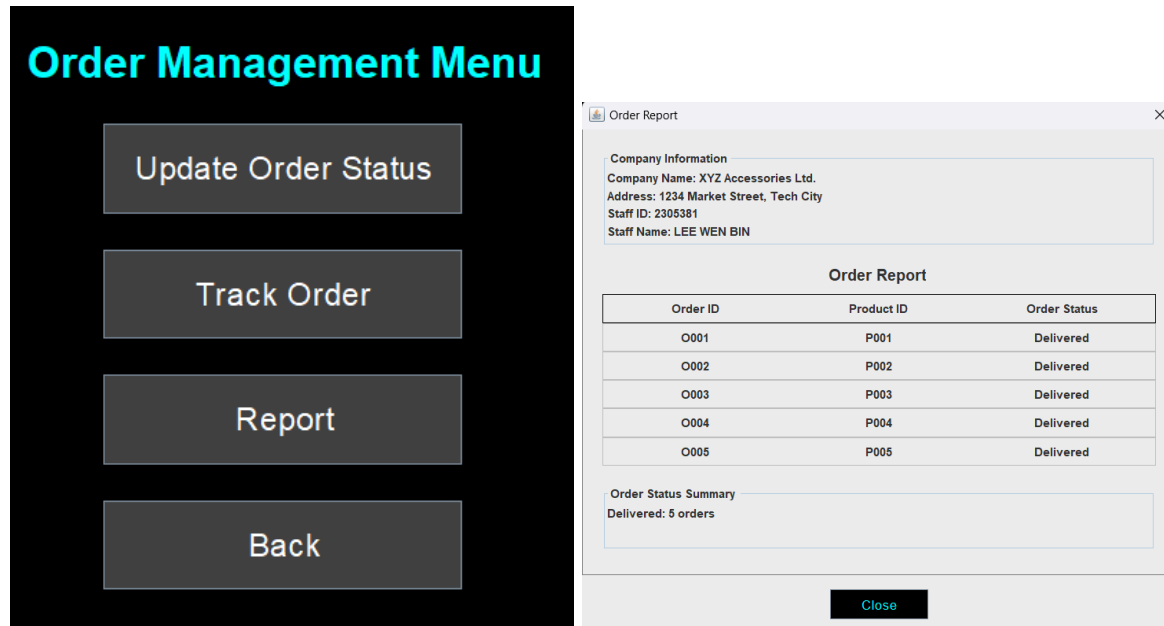 Order Management Menu
Update Order Status
Track Order
Report
Back
Order Report
Company Information
Company Name: XYZ Accessories Ltd.
Address: 1234 Market Street, Tech City
Staff ID: 2305381
Staff Name: LEE WEN BIN
Order Report
Order ID Product ID Order Status
O001 P001 Delivered
O002 P002 Delivered
O003 P003 Delivered
O004 P004 Delivered
O005 P005 Delivered
Order Status Summary
Delivered: 5 orders
Close